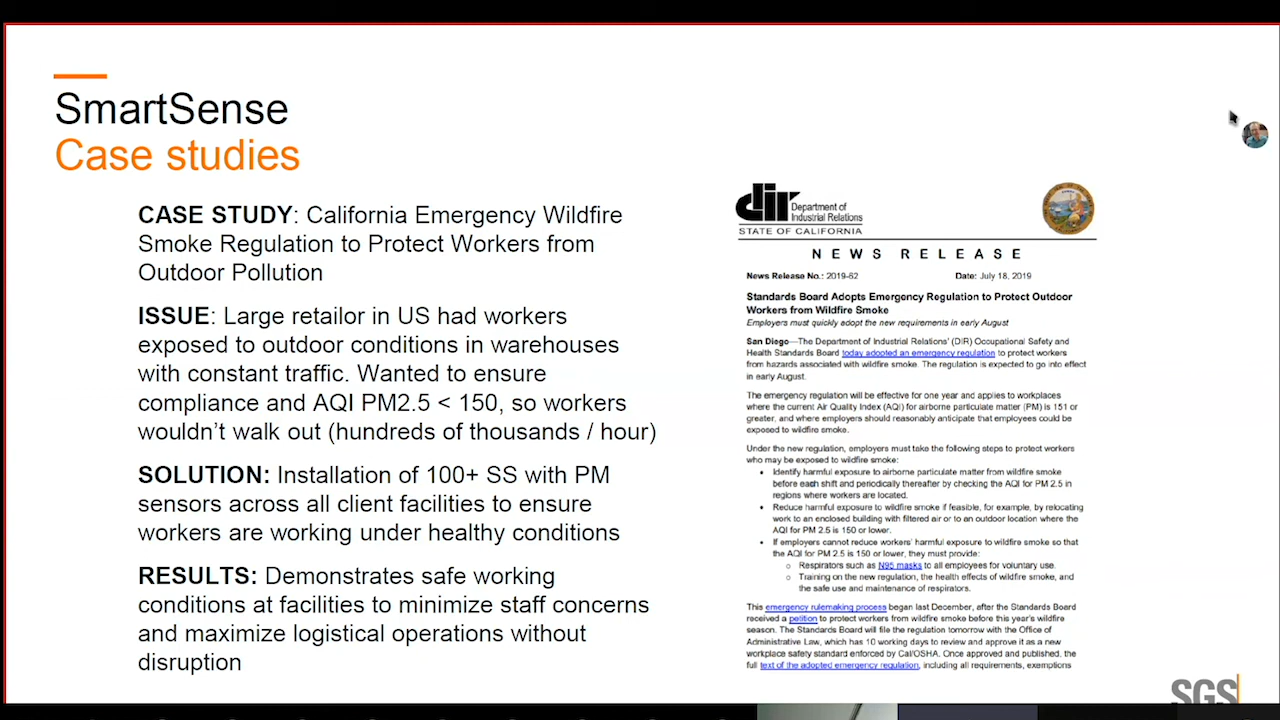 SmartSense
Case studies
CASE STUDY: California Emergency Wildfire
Smoke Regulation to Protect Workers from
Outdoor Pollution
ISSUE: Large retailor in US had workers
exposed to outdoor conditions in warehouses
with constant traffic. Wanted to ensure
compliance and AQI PM2.5 < 150, so workers
wouldn’t walk out (hundreds of thousands / hour)
SOLUTION: Installation of 100+ SS with PM
sensors across all client facilities to ensure
workers are working under healthy conditions
RESULTS: Demonstrates safe working
conditions at facilities to minimize staff concerns
and maximize logistical operations without
disruption
dir Department of
Industrial Relations
STATE OF CALIFORNIA
NEWS RELEASE
News Release No.: 2019-62 Date: July 18, 2019
Standards Board Adopts Emergency Regulation to Protect Outdoor
Workers from Wildfire Smoke
Employers must quickly adopt the new requirements in early August
San Diego—The Department of Industrial Relations’ (DIR) Occupational Safety and
Health Standards Board today adopted an emergency regulation to protect workers
from hazards associated with wildfire smoke. The regulation is expected to go into effect
in early August.
The emergency regulation will be effective for one year and applies to workplaces
where the current Air Quality Index (AQI) for airborne particulate matter (PM) is 151 or
greater, and where employers should reasonably anticipate that employees could be
exposed to wildfire smoke.
Under the new regulation, employers must take the following steps to protect workers
who may be exposed to wildfire smoke:
• Identify harmful exposure to airborne particulate matter from wildfire smoke
before each shift and periodically thereafter by checking the AQI for PM 2.5 in
regions where workers are located.
• Reduce harmful exposure to wildfire smoke if feasible, for example, by relocating
work to an enclosed building with filtered air or to an outdoor location where the
AQI for PM 2.5 is 150 or lower.
• If employers cannot reduce workers’ harmful exposure to wildfire smoke so that
the AQI for PM 2.5 is 150 or lower, they must provide:
o Respirators such as N95 masks to all employees for voluntary use.
o Training on the new regulation, the health effects of wildfire smoke, and
the safe use and maintenance of respirators.
This emergency rulemaking process began last December, after the Standards Board
received a petition to protect workers from wildfire smoke before this year’s wildfire
season. The Standards Board will file the regulation tomorrow with the Office of
Administrative Law, which has 10 working days to review and approve it as a new
workplace safety standard enforced by Cal/OSHA. Once approved and published, the
full text of the adopted emergency regulation, including all requirements, exemptions
SGS